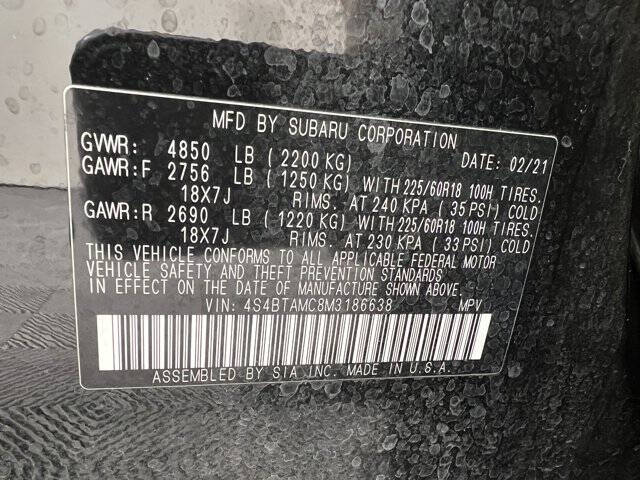 MFD BY SUBARU CORPORATION
GVWR: 4850 LB (2200 KG) DATE: 02/21
GAWR:F 2756 LB (1250 KG) WITH 225/60R18 100H TIRES.
18X7J RIMS. AT 240 KPA (35 PSI) COLD
GAWR:R 2690 LB (1220 KG) WITH 225/60R18 100H TIRES.
18X7J RIMS. AT 230 KPA (33 PSI) COLD
THIS VEHICLE CONFORMS TO ALL APPLICABLE FEDERAL MOTOR
VEHICLE SAFETY AND THEFT PREVENTION STANDARDS
IN EFFECT ON THE DATE OF MANUFACTURE SHOWN ABOVE.
VIN: 4S4BTAMC8M3186638 MPV
ASSEMBLED BY SIA INC. MADE IN U.S.A.